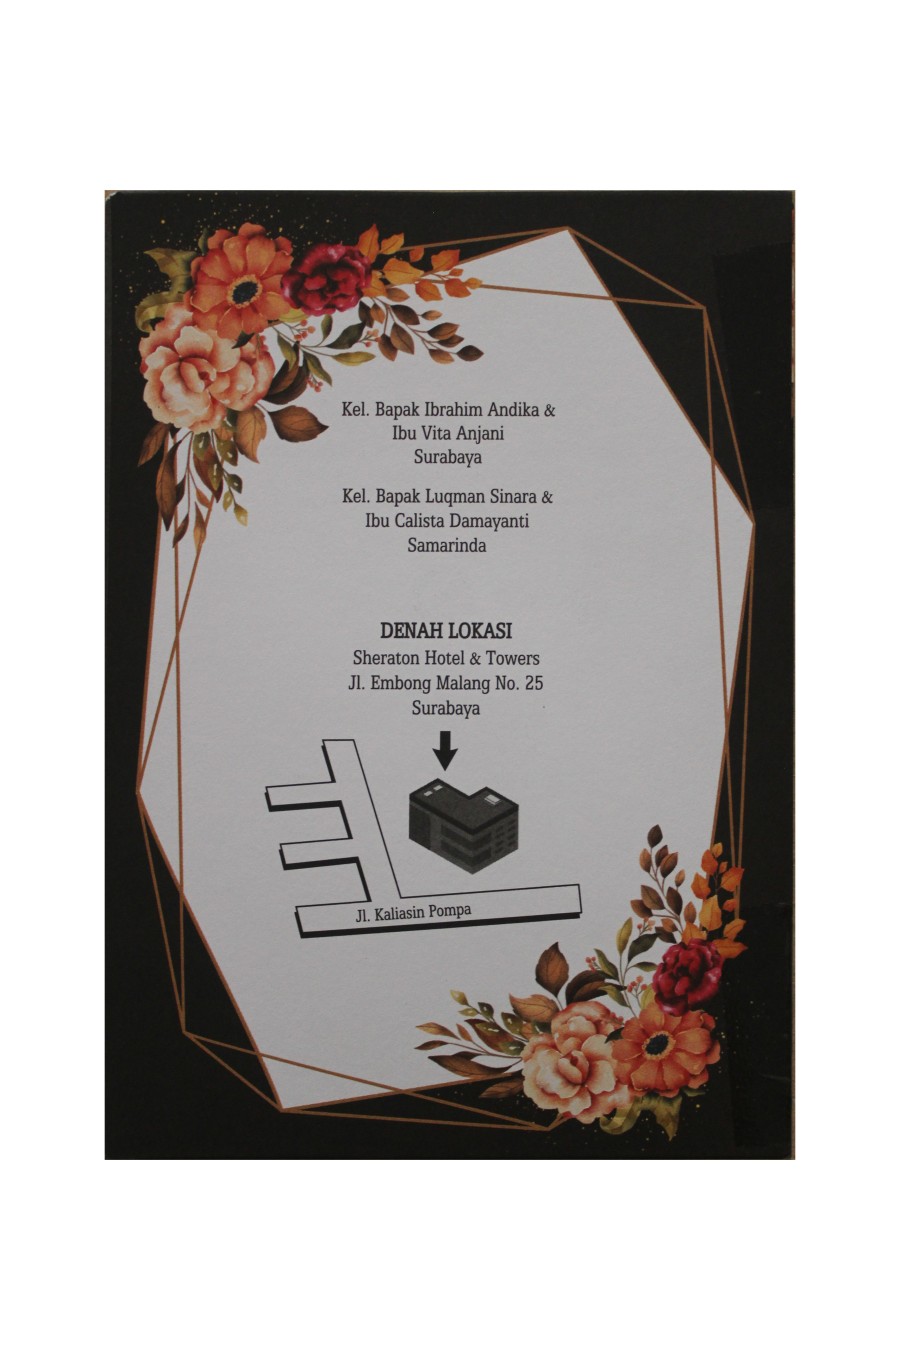 Kel. Bapak Ibrahim Andika &
Ibu Vita Anjani
Surabaya
Kel. Bapak Luqman Sinara &
Ibu Calista Damayanti
Samarinda
DENAH LOKASI
Sheraton Hotel & Towers
Jl. Embong Malang No. 25
Surabaya
Jl. Kaliasin Pompa